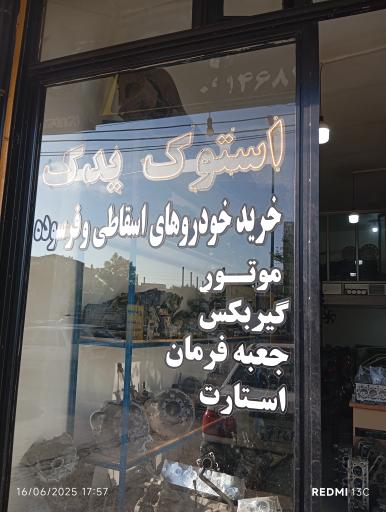 استوک یدک
خرید خودروهای اسقاطی و فرسوده
موتور
گیربکس
جعبه فرمان
استارت
16/06/2025 17:57
REDMI 13C